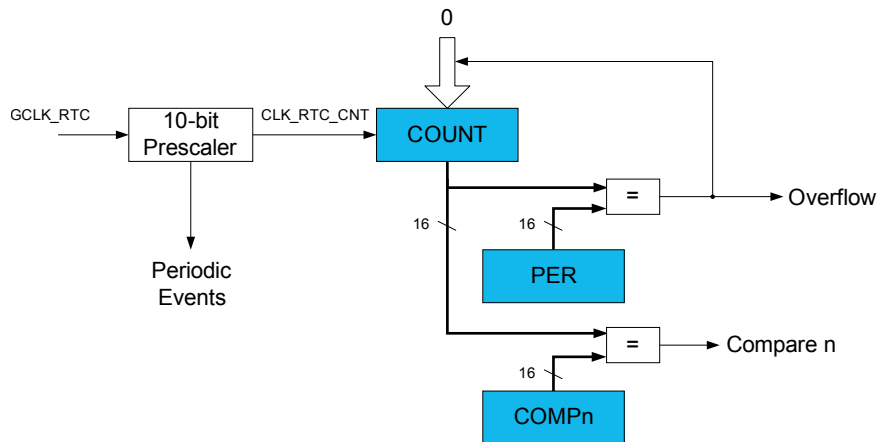 0
GCLK_RTC
10-bit
Prescaler
CLK_RTC_CNT
COUNT
=
Overflow
16
16
PER
Periodic
Events
=
Compare n
16
COMPn